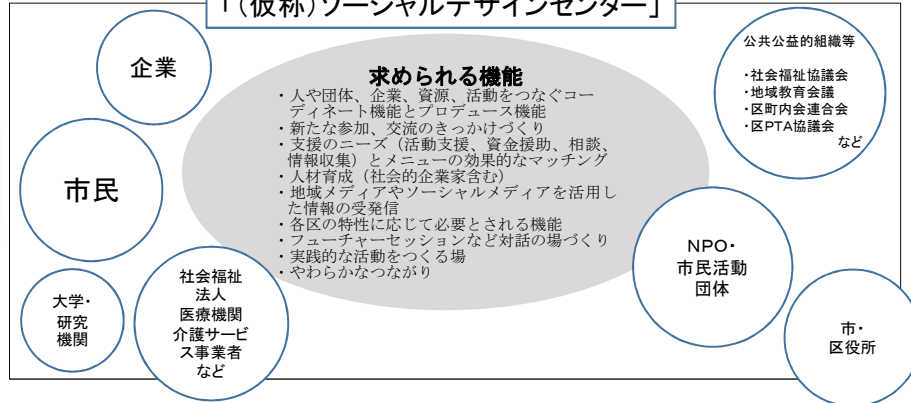 「（仮称）ソーシャルデザインセンター」
企業
市民
大学・
研究
機関
社会福祉
法人
医療機関
介護サービ
ス事業者
など
求められる機能
・人や団体、企業、資源、活動をつなぐコー
ディネート機能とプロデュース機能
・新たな参加、交流のきっかけづくり
・支援のニーズ（活動支援、資金援助、相談、
情報収集）とメニューの効果的なマッチング
・人材育成（社会的企業家含む）
・地域メディアやソーシャルメディアを活用し
た情報の受発信
・各区の特性に応じて必要とされる機能
・フューチャーセッションなど対話の場づくり
・実践的な活動をつくる場
・やわらかなつながり
公共公益的組織等
・社会福祉協議会
・地域教育会議
・区町内会連合会
・区PTA協議会
など
NPO・
市民活動
団体
市・
区役所